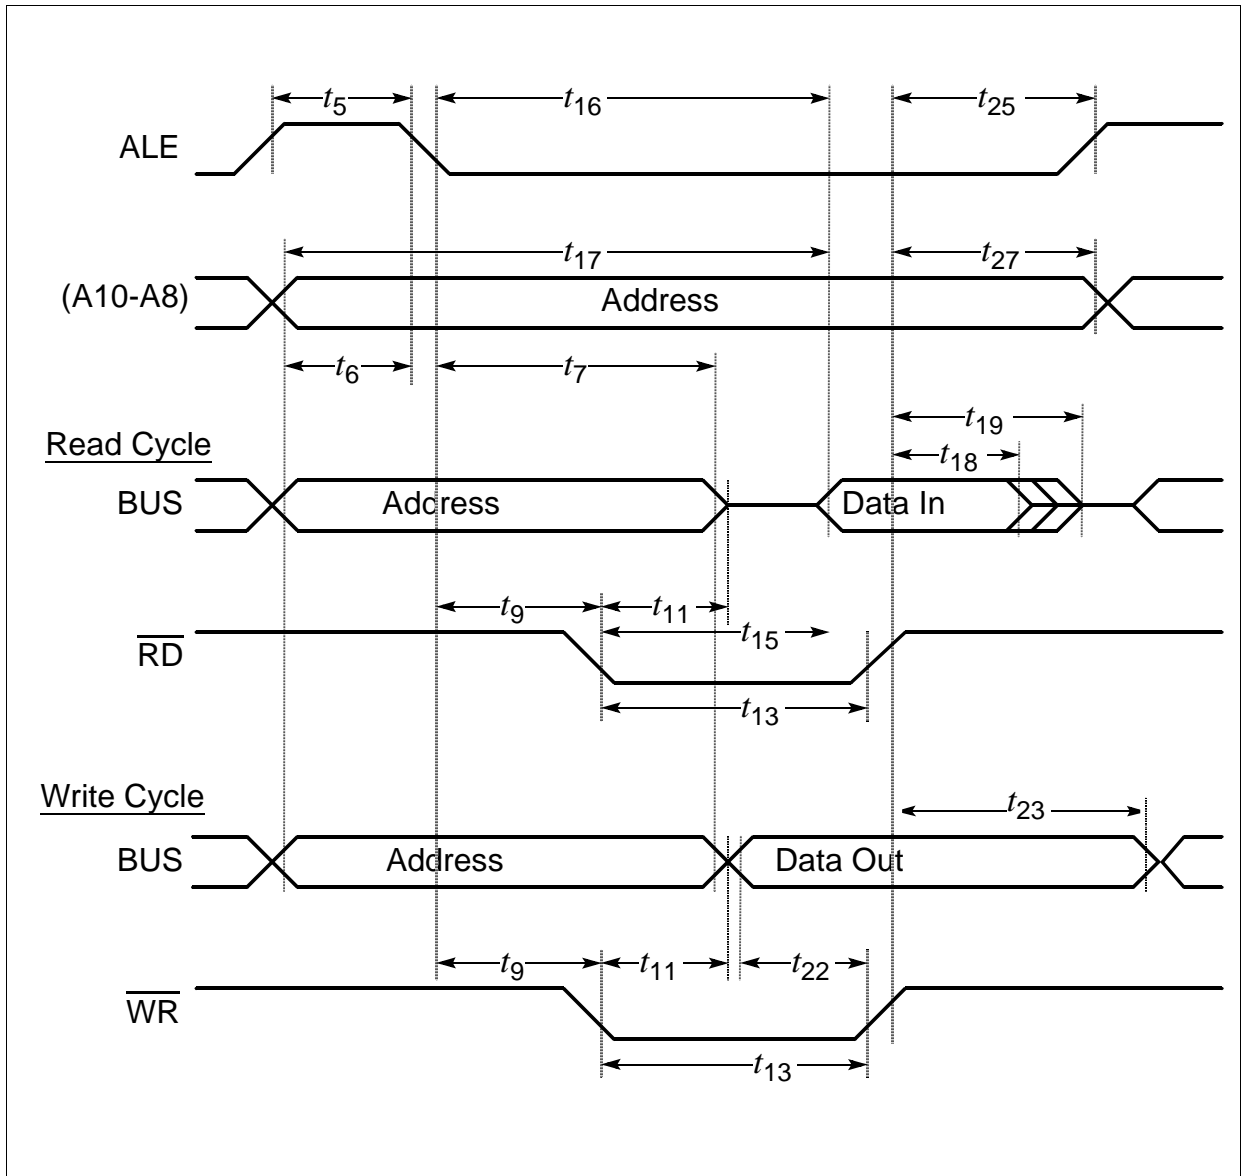 t5 t16 t25
ALE
t17 t27
(A10-A8) Address
t6 t7
t19
Read Cycle t18
BUS Address Data In
t9 t11
t15
RD
t13
Write Cycle t23
BUS Address Data Out
t9 t11 t22
WR
t13